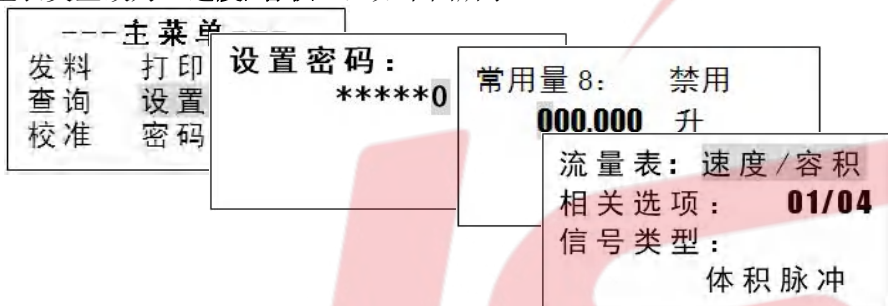 ---主菜单---
发料 打印
查询 设置
校准 密码
设置密码：
*****0
常用量 8： 禁用
000.000 升
流量表：速度/容积
相关选项： 01/04
信号类型：
体积脉冲